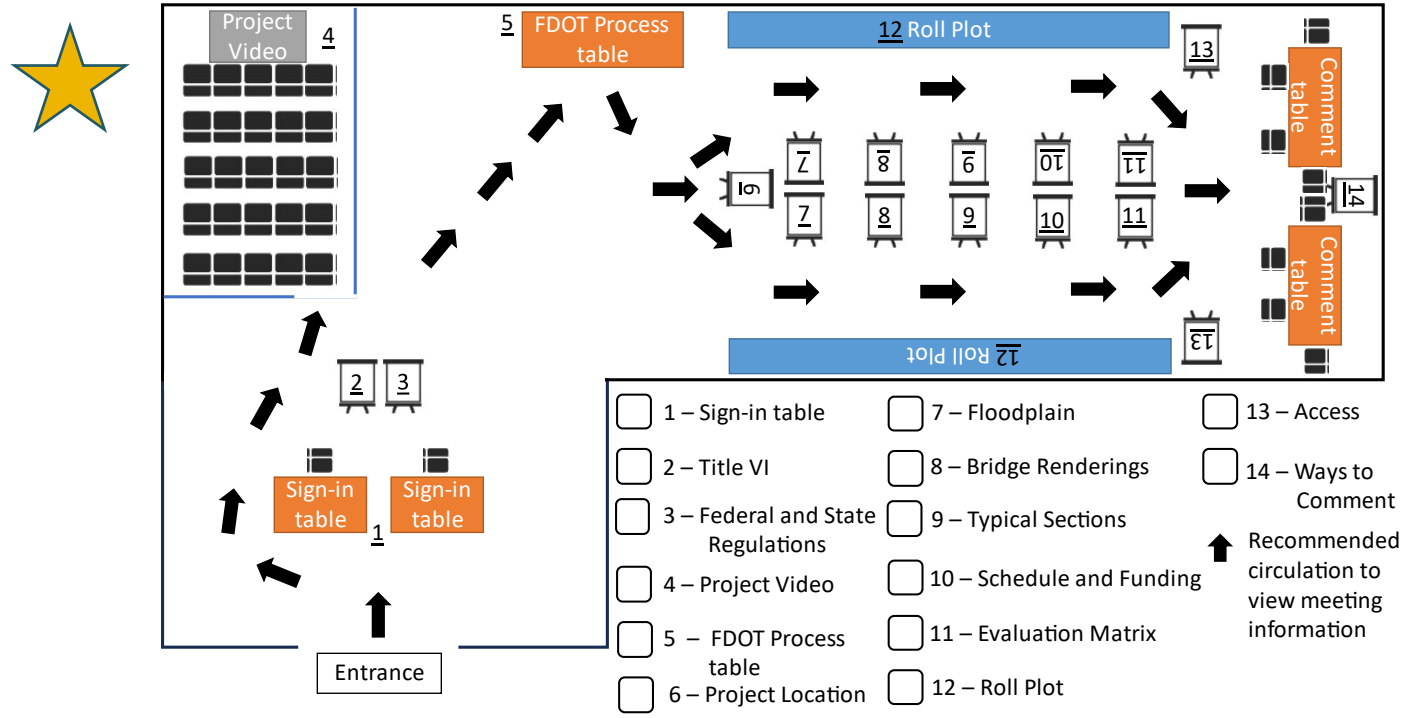 Project
Video
4
5
FDOT Process
table
12 Roll Plot
13
Comment
table
6
7
8
9
10
11
7
8
9
10
11
14
Comment
table
12 Roll Plot
13
2
3
Sign-in
table
Sign-in
table
1
Entrance
1 – Sign-in table
2 – Title VI
3 – Federal and State
Regulations
4 – Project Video
5 – FDOT Process
table
6 – Project Location
7 – Floodplain
8 – Bridge Renderings
9 – Typical Sections
10 – Schedule and Funding
11 – Evaluation Matrix
12 – Roll Plot
13 – Access
14 – Ways to
Comment
Recommended
circulation to
view meeting
information